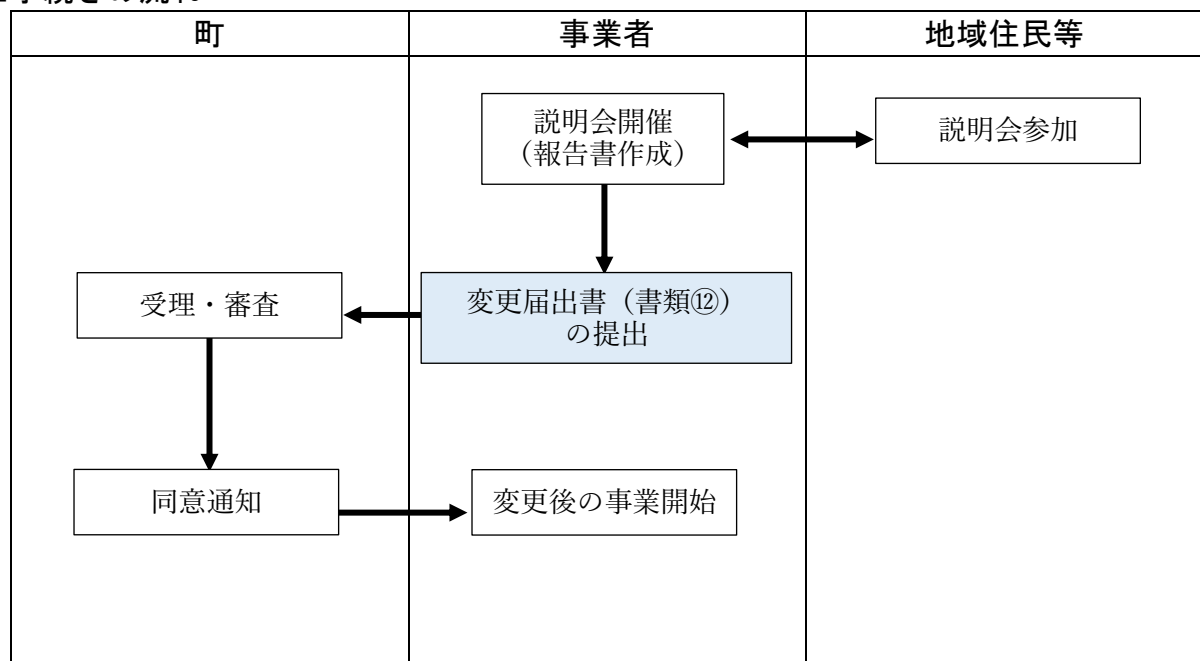 町
事業者
地域住民等
説明会開催
（報告書作成）
説明会参加
受理・審査
変更届出書（書類⑫）
の提出
同意通知
変更後の事業開始